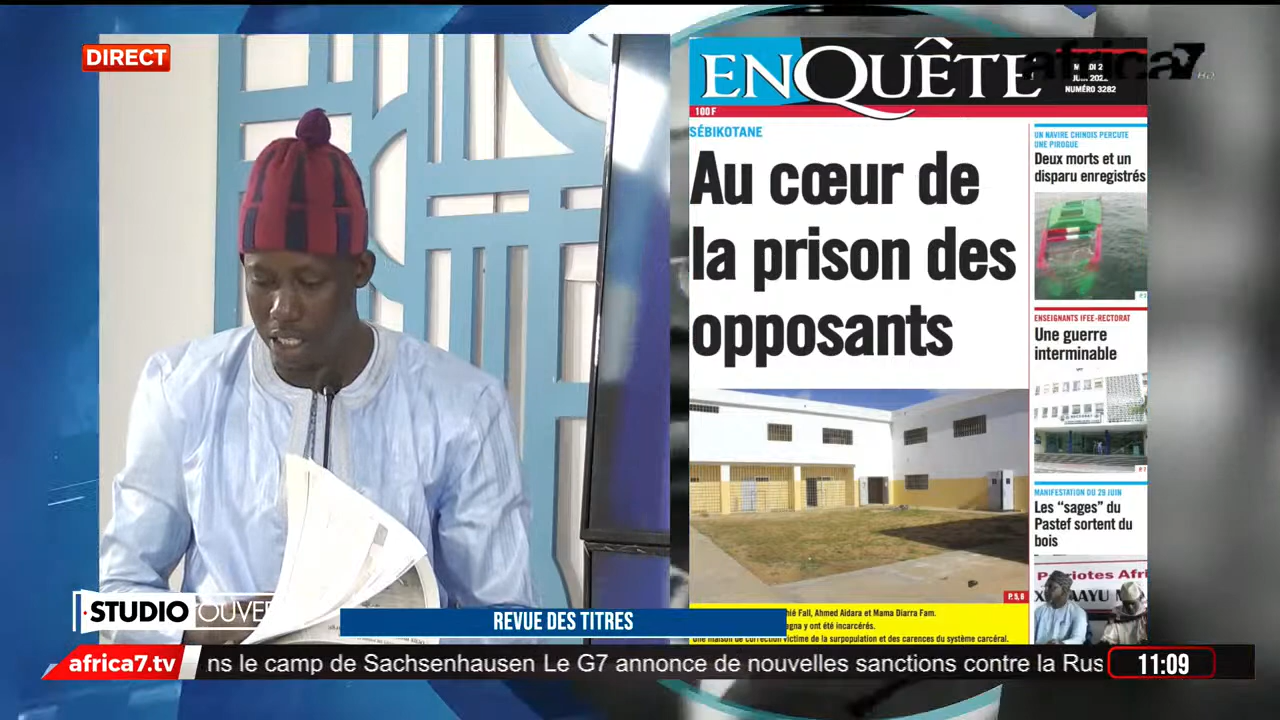 DIRECT
ENQUÊTE
africa7
NUMÉRO 3282
100 F
SÉBIKOTANE
Au cœur de
la prison des
opposants
UN NAVIRE CHINOIS PERCUTE
UNE PIROGUE
Deux morts et un
disparu enregistrés
ENSEIGNANTS IFEE-RECTORAT
Une guerre
interminable
MANIFESTATION DU 29 JUIN
Les “sages” du
Pastef sortent du
bois
P. 5, 6
Fall, Ahmed Aidara et Mama Diarra Fam.
y ont été incarcérés.
maison de correction victime de la surpopulation et des carences du système carcéral.
STUDIO
REVUE DES TITRES
africa7.tv
ns le camp de Sachsenhausen Le G7 annonce de nouvelles sanctions contre la Rus
11:09